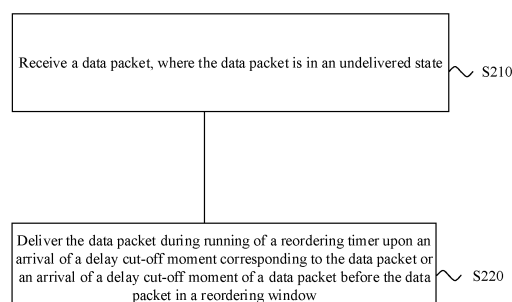 Receive a data packet, where the data packet is in an undelivered state
S210
Deliver the data packet during running of a reordering timer upon an
arrival of a delay cut-off moment corresponding to the data packet or
an arrival of a delay cut-off moment of a data packet before the data
packet in a reordering window
S220